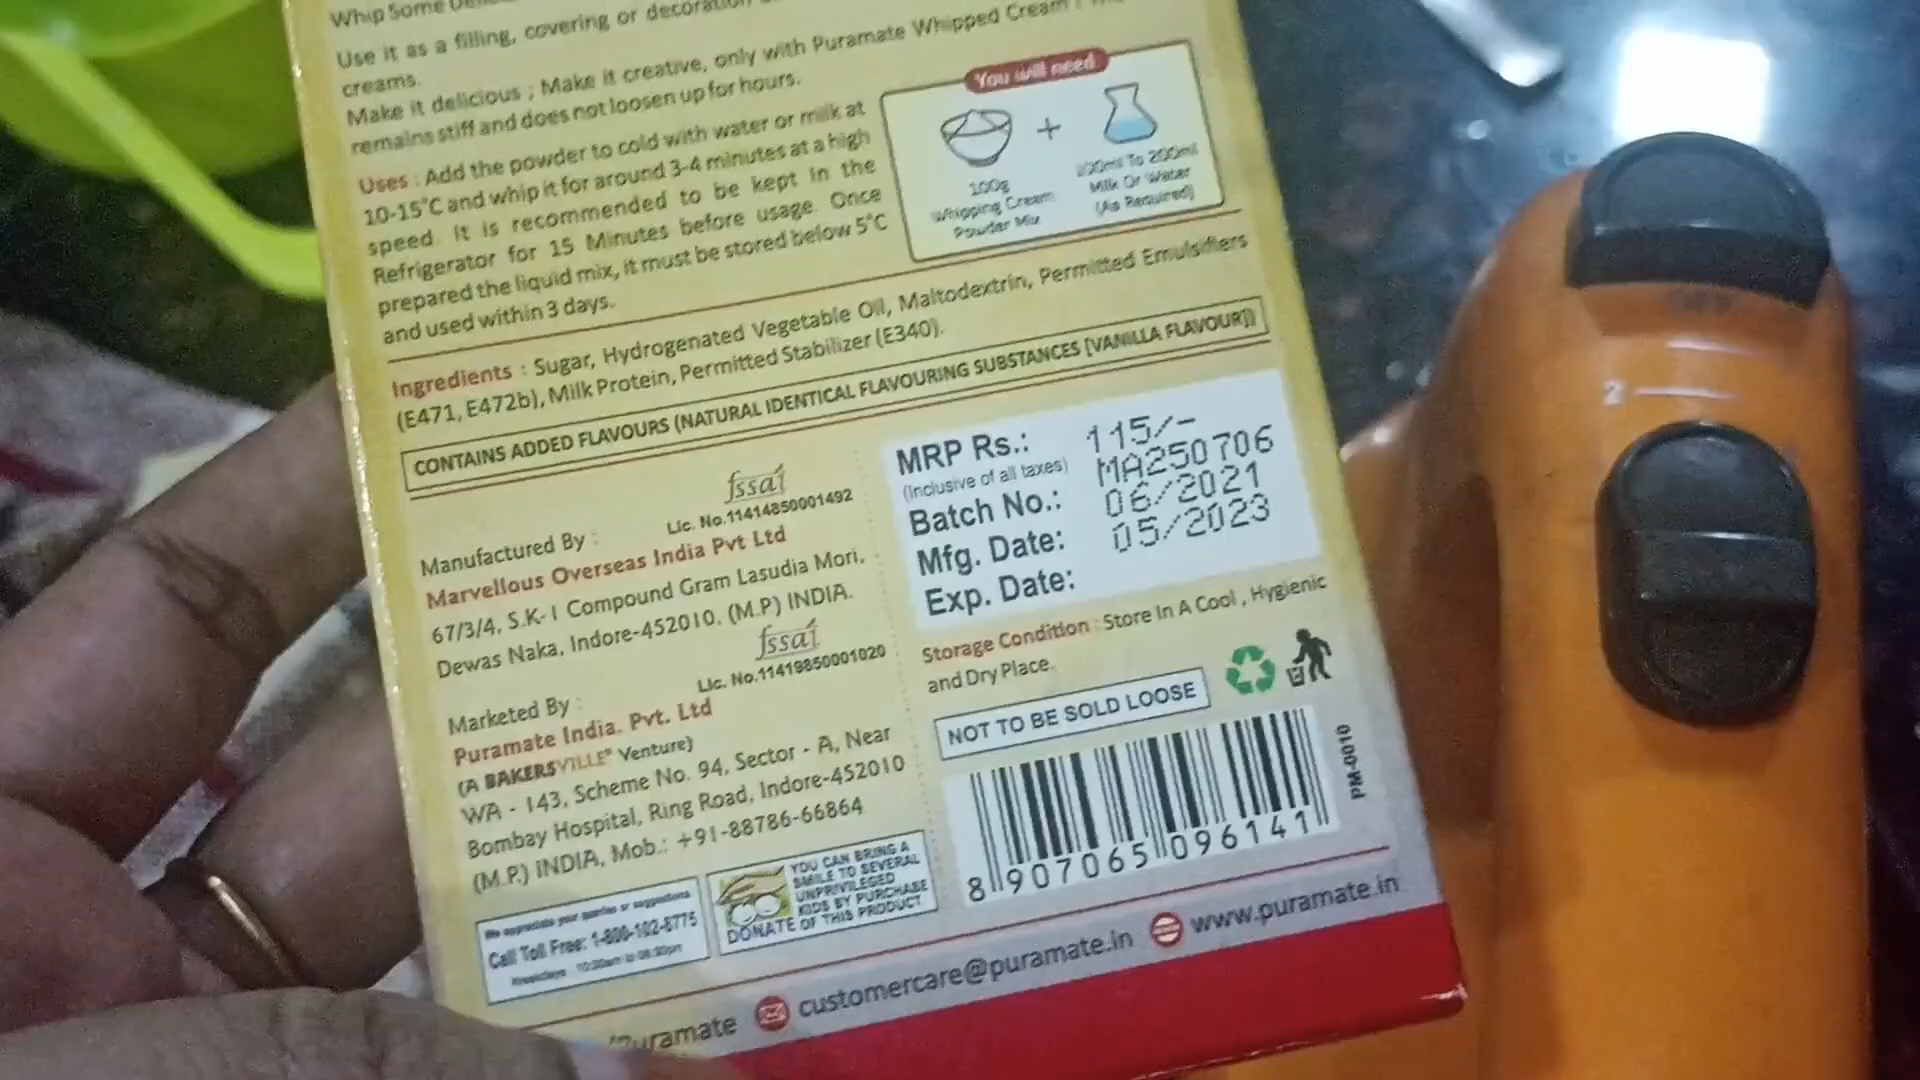 Whip Some
Use it as a filling, covering or decoration
creams.
Make it delicious ; Make it creative, only with Puramate Whipped Cream
remains stiff and does not loosen up for hours.
Uses : Add the powder to cold with water or milk at
10-15°C and whip it for around 3-4 minutes at a high
speed. It is recommended to be kept in the
Refrigerator for 15 Minutes before usage. Once
prepared the liquid mix, it must be stored below 5°C
and used within 3 days.
You will need
+
100g
Whipping Cream
Powder Mix
100ml To 200ml
Milk Or Water
(As Required)
Ingredients : Sugar, Hydrogenated Vegetable Oil, Maltodextrin, Permitted Emulsifiers
(E471, E472b), Milk Protein, Permitted Stabilizer (E340).
CONTAINS ADDED FLAVOURS (NATURAL IDENTICAL FLAVOURING SUBSTANCES [VANILLA FLAVOUR])
fssai
Lic. No.11414850001492
Manufactured By :
Marvellous Overseas India Pvt Ltd
67/3/4, S.K-1 Compound Gram Lasudia Mori,
Dewas Naka, Indore-452010, (M.P) INDIA.
fssai
Lic. No.11419850001020
Marketed By :
Puramate India. Pvt. Ltd
(A BAKERSVILLE® Venture)
WA - 143, Scheme No. 94, Sector - A, Near
Bombay Hospital, Ring Road, Indore-452010
(M.P.) INDIA, Mob.: +91-88786-66864
MRP Rs.: 115/-
(Inclusive of all taxes)
Batch No.: MA250706
Mfg. Date: 06/2021
Exp. Date: 05/2023
Storage Condition : Store In A Cool , Hygienic
and Dry Place.
NOT TO BE SOLD LOOSE
8 907065 096141
PM-0010
We appreciate your queries or suggestions
Call Toll Free: 1-800-102-8775
Weekdays 10:30am to 06:30pm
YOU CAN BRING A
SMILE TO SEVERAL
UNPRIVILEGED
KIDS BY PURCHASE
DONATE OF THIS PRODUCT
/Puramate customercare@puramate.in www.puramate.in
OFF
2